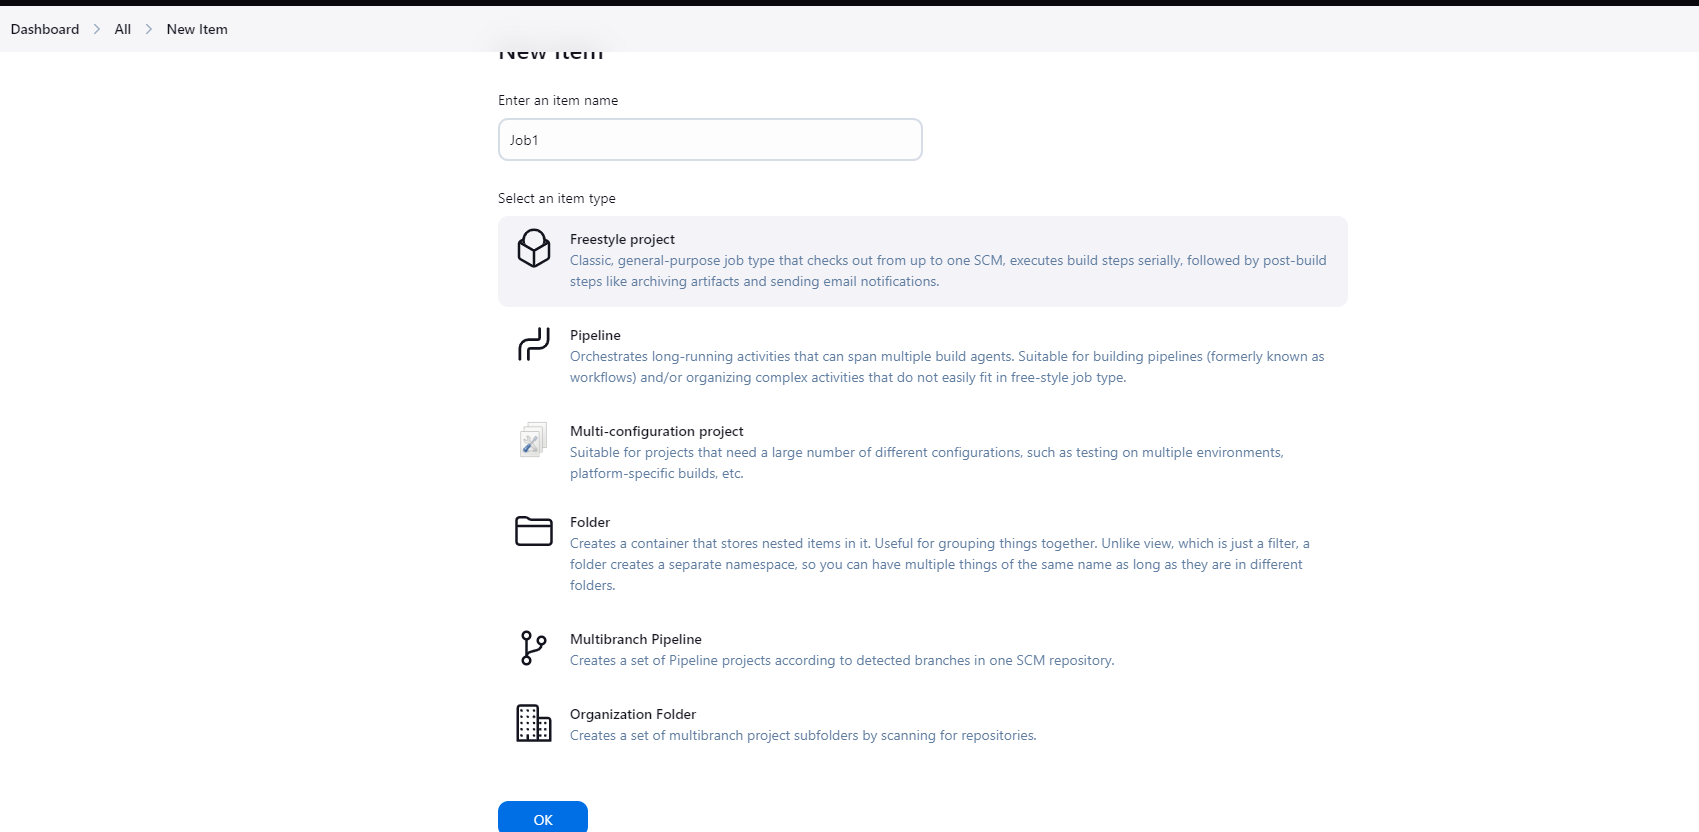 Dashboard > All > New Item
New Item
Enter an item name
Job1
Select an item type
Freestyle project
Classic, general-purpose job type that checks out from up to one SCM, executes build steps serially, followed by post-build
steps like archiving artifacts and sending email notifications.
Pipeline
Orchestrates long-running activities that can span multiple build agents. Suitable for building pipelines (formerly known as
workflows) and/or organizing complex activities that do not easily fit in free-style job type.
Multi-configuration project
Suitable for projects that need a large number of different configurations, such as testing on multiple environments,
platform-specific builds, etc.
Folder
Creates a container that stores nested items in it. Useful for grouping things together. Unlike view, which is just a filter, a
folder creates a separate namespace, so you can have multiple things of the same name as long as they are in different
folders.
Multibranch Pipeline
Creates a set of Pipeline projects according to detected branches in one SCM repository.
Organization Folder
Creates a set of multibranch project subfolders by scanning for repositories.
OK